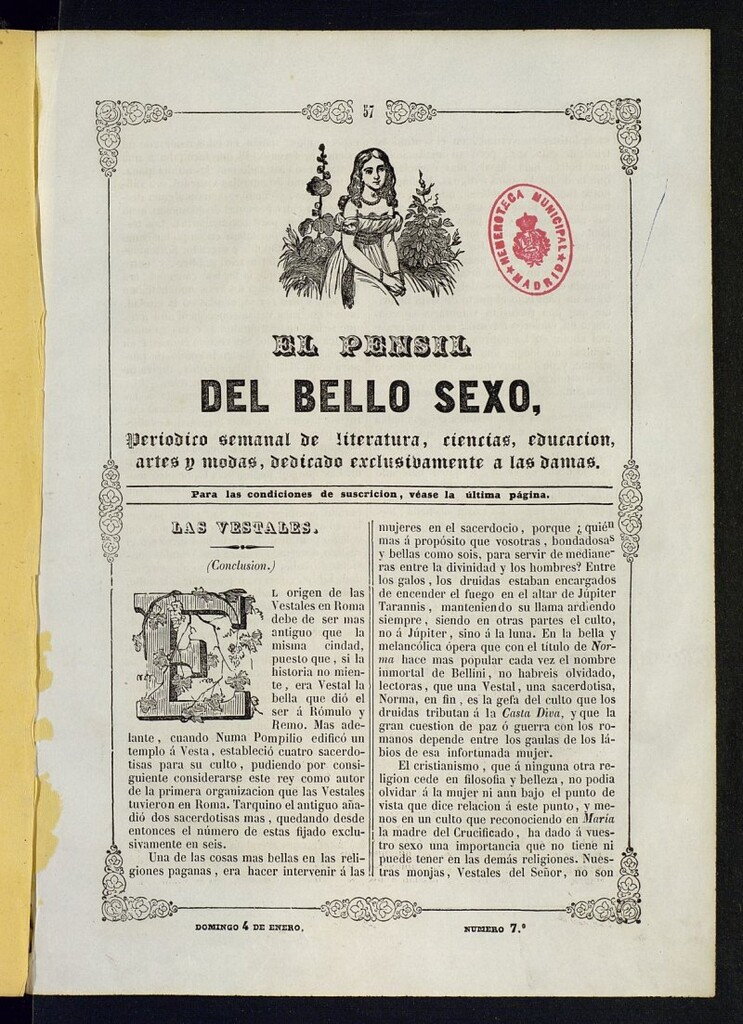 57
HEMEROTECA MUNICIPAL
★ MADRID ★
EL PENSIL
DEL BELLO SEXO,
Periodico semanal de literatura, ciencias, educacion,
artes y modas, dedicado exclusivamente a las damas.
Para las condiciones de suscricion, véase la última página.
LAS VESTALES.
(Conclusion.)
EL origen de las
Vestales en Roma
debe de ser mas
antiguo que la
misma ciudad,
puesto que, si la
historia no mien-
te, era Vestal la
bella que dió el
ser á Rómulo y
Remo. Mas ade-
lante, cuando Numa Pompilio edificó un
templo á Vesta, estableció cuatro sacerdo-
tisas para su culto, pudiendo por consi-
guiente considerarse este rey como autor
de la primera organizacion que las Vestales
tuvieron en Roma. Tarquino el antiguo aña-
dió dos sacerdotisas mas, quedando desde
entonces el número de estas fijado exclu-
sivamente en seis.
Una de las cosas mas bellas en las reli-
giones paganas, era hacer intervenir á las
mujeres en el sacerdocio, porque ¿quién
mas á propósito que vosotras, bondadosas
y bellas como sois, para servir de mediane-
ras entre la divinidad y los hombres? Entre
los galos, los druidas estaban encargados
de encender el fuego en el altar de Júpiter
Tarannis, manteniendo su llama ardiendo
siempre, siendo en otras partes el culto,
no á Júpiter, sino á la luna. En la bella y
melancólica ópera que con el título de Nor-
ma hace mas popular cada vez el nombre
inmortal de Bellini, no habreis olvidado,
lectoras, que una Vestal, una sacerdotisa,
Norma, en fin, es la gefa del culto que los
druidas tributan á la Casta Diva, y que la
gran cuestion de paz ó guerra con los ro-
manos depende entre los gaulas de los lá-
bios de esa infortunada mujer.
El cristianismo, que á ninguna otra re-
ligion cede en filosofia y belleza, no podia
olvidar á la mujer ni aun bajo el punto de
vista que dice relacion á este punto, y me-
nos en un culto que reconociendo en María
la madre del Crucificado, ha dado á vues-
tro sexo una importancia que no tiene ni
puede tener en las demás religiones. Nues-
tras monjas, Vestales del Señor, no son
DOMINGO 4 DE ENERO.
NUMERO 7.º